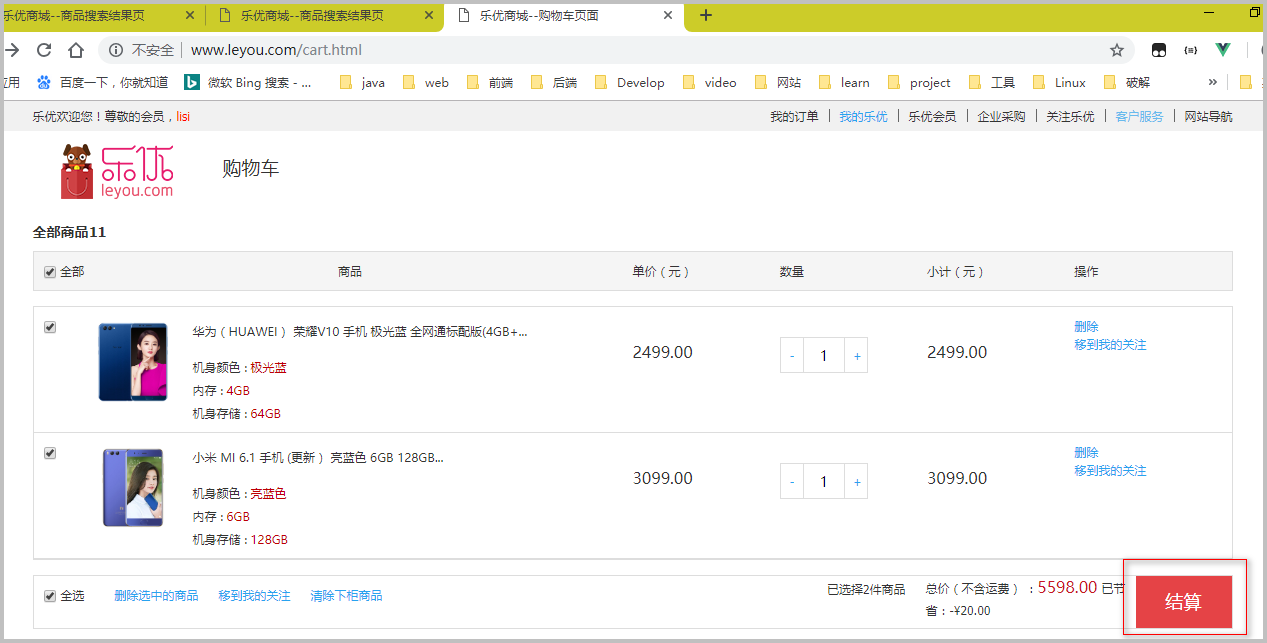 乐优商城--商品搜索结果页
乐优商城--商品搜索结果页
乐优商城--购物车页面
不安全 www.leyou.com/cart.html
应用 百度一下，你就知道 微软 Bing 搜索 - ... java web 前端 后端 Develop video 网站 learn project 工具 Linux 破解 »
乐优欢迎您！尊敬的会员，lisi
我的订单 我的乐优 乐优会员 企业采购 关注乐优 客户服务 网站导航
乐优
leyou.com
购物车
全部商品11
全部 商品 单价（元） 数量 小计（元） 操作
华为（HUAWEI） 荣耀V10 手机 极光蓝 全网通标配版(4GB+...
机身颜色：极光蓝
内存：4GB
机身存储：64GB
2499.00 - 1 + 2499.00
删除
移到我的关注
小米 MI 6.1 手机 (更新） 亮蓝色 6GB 128GB...
机身颜色：亮蓝色
内存：6GB
机身存储：128GB
3099.00 - 1 + 3099.00
删除
移到我的关注
全选 删除选中的商品 移到我的关注 清除下柜商品
已选择2件商品
总价（不含运费）：5598.00 已节
省：-¥20.00
结算